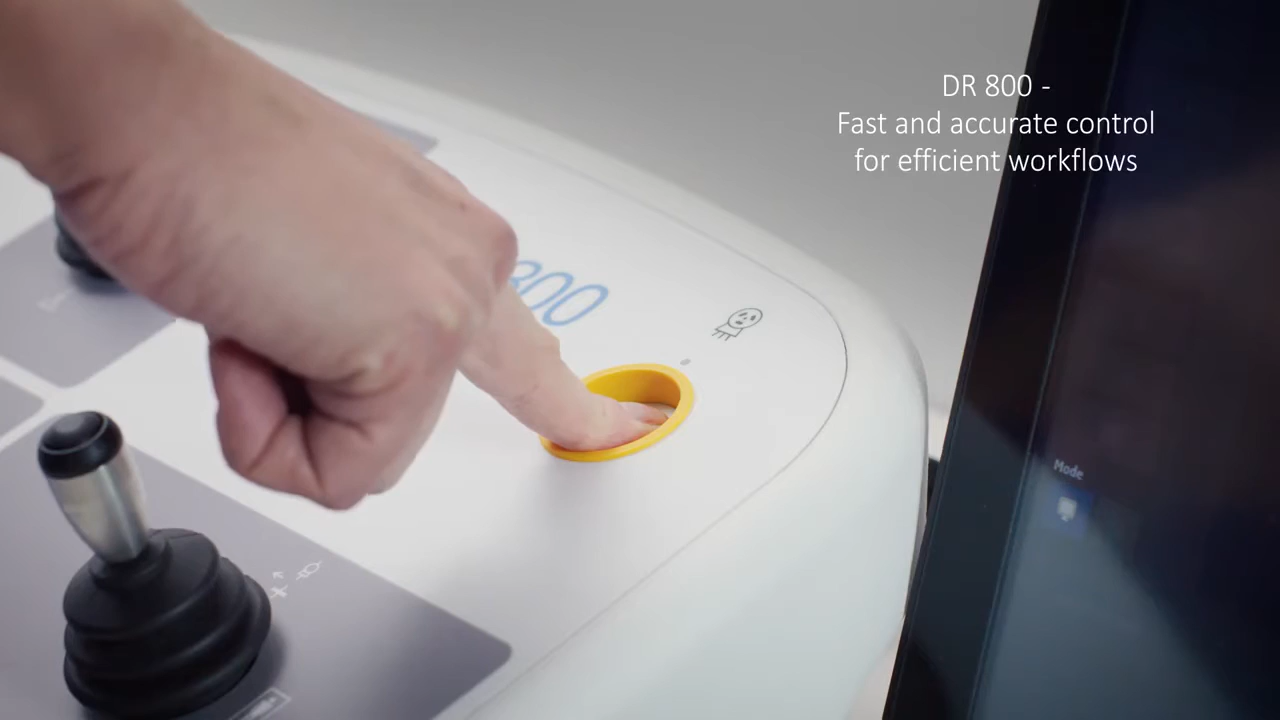 DR 800 -
Fast and accurate control
for efficient workflows
800
Mode